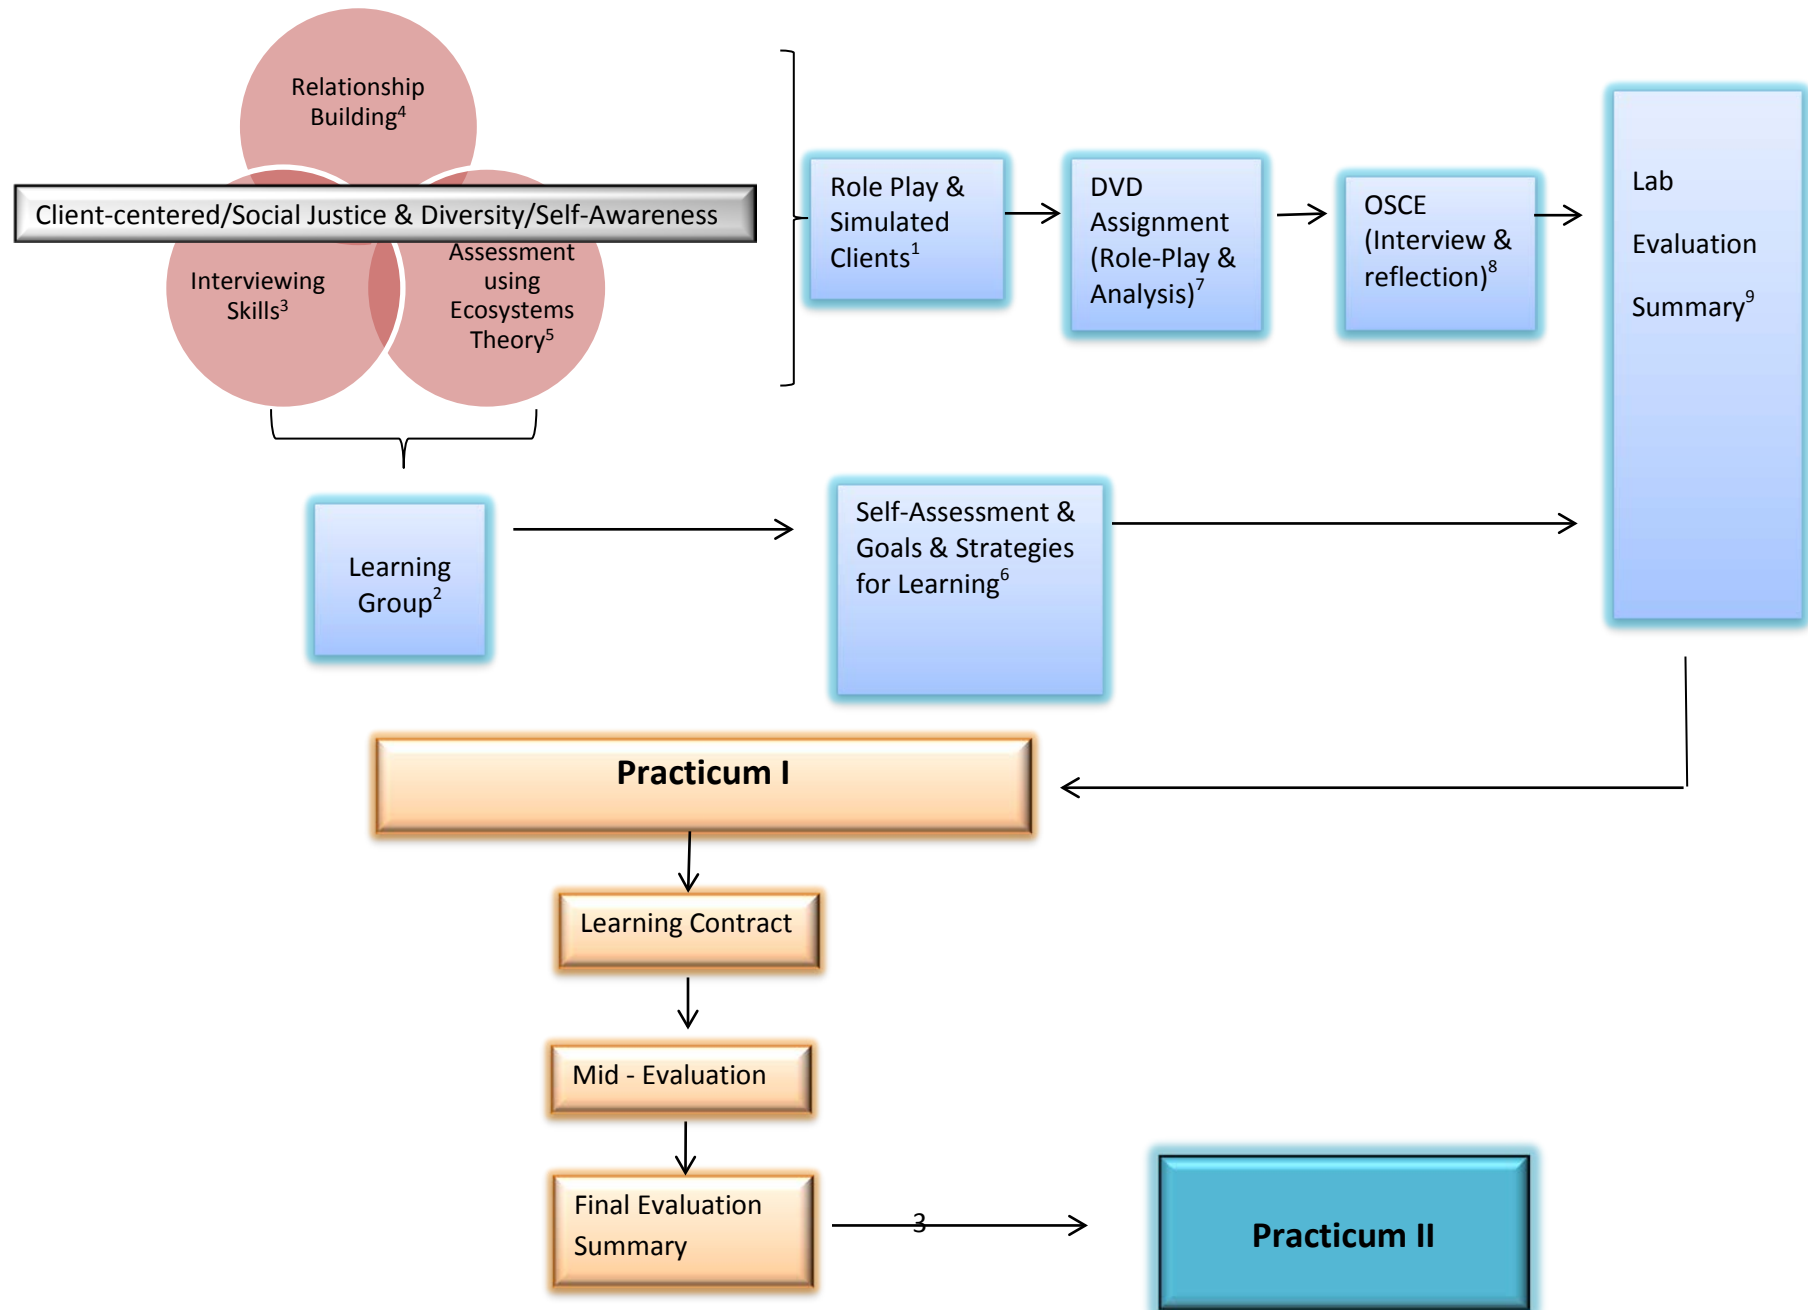 Relationship
Building4
Client-centered/Social Justice & Diversity/Self-Awareness
Interviewing
Skills3
Assessment
using
Ecosystems
Theory5
Role Play &
Simulated
Clients1
DVD
Assignment
(Role-Play &
Analysis)7
OSCE
(Interview &
reflection)8
Lab
Evaluation
Summary9
Learning
Group2
Self-Assessment &
Goals & Strategies
for Learning6
Practicum I
Learning Contract
Mid - Evaluation
Final Evaluation
Summary
3
Practicum II